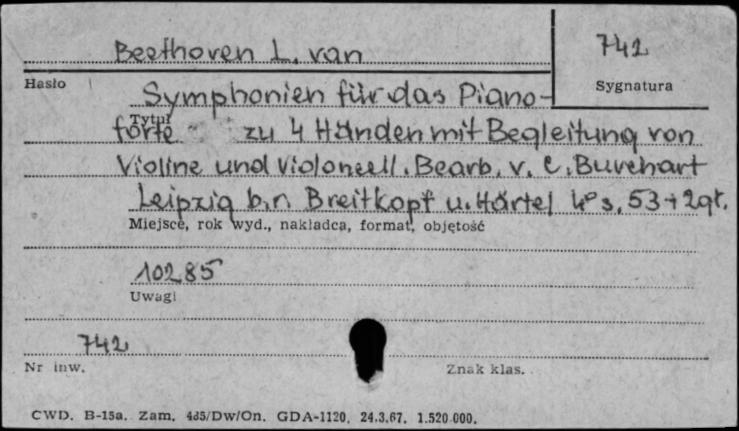 Beethoven L. van
742
Hasło
Sygnatura
Symphonien für das Piano-
Tytuł
forte zu 4 Händen mit Begleitung von
Violine und Violoncell. Bearb. v. C. Burchart
Leipzig b.r. Breitkopf u. Härtel 4° s. 53+2gt.
Miejsce, rok wyd., nakładca, format, objętość
10285
Uwagi
742
Nr inw.
Znak klas.
CWD. B-15a. Zam. 485/Dw/On. GDA-1120. 24.3.67. 1.520.000.